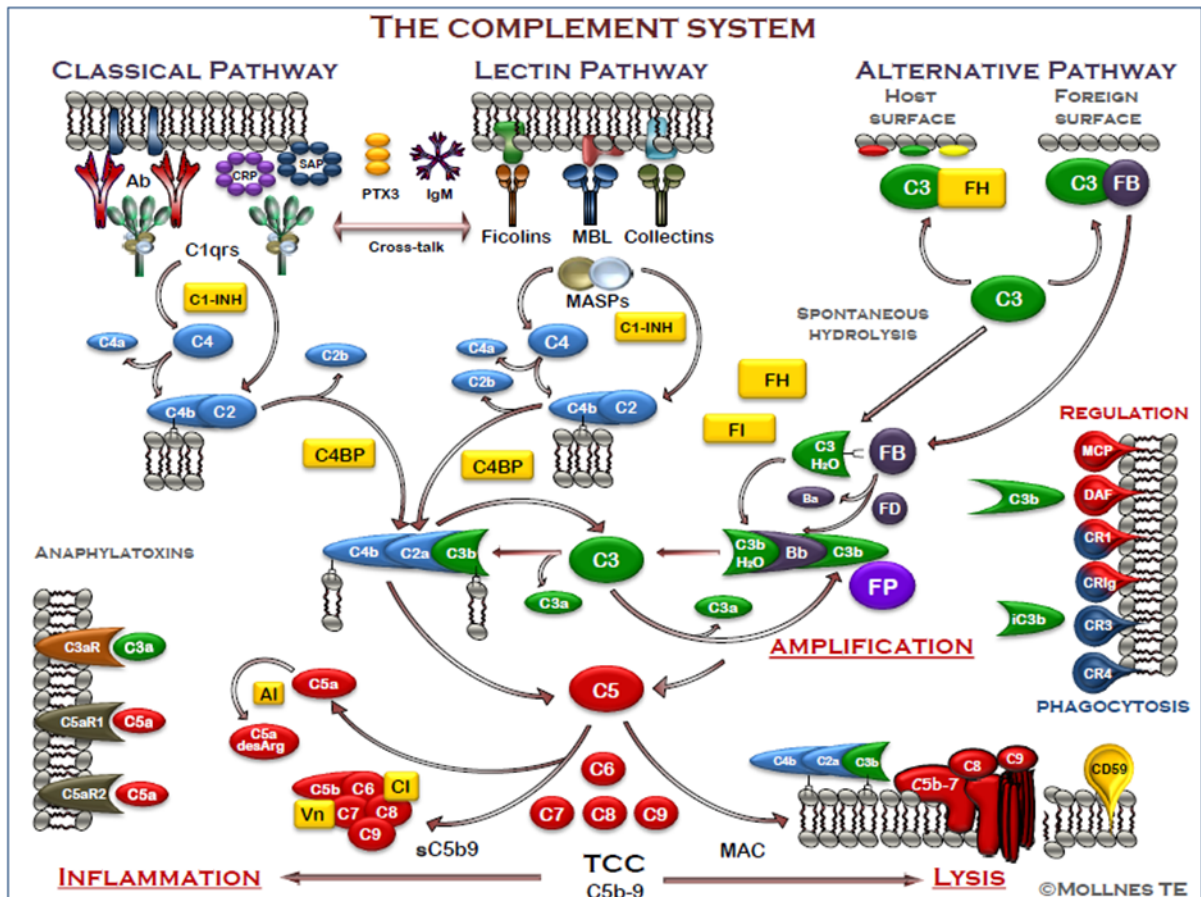 THE COMPLEMENT SYSTEM
CLASSICAL PATHWAY
LECTIN PATHWAY
ALTERNATIVE PATHWAY
HOST
SURFACE
FOREIGN
SURFACE
Ab
CRP
SAP
PTX3
IgM
Cross-talk
C1qrs
Ficolins
MBL
Collectins
MASPs
C3
FH
C3
FB
C3
SPONTANEOUS
HYDROLYSIS
C1-INH
C4a
C4
C2b
C4b
C2
C4BP
C1-INH
C4a
C4
C2b
C4b
C2
C4BP
FH
FI
C3
H₂O
FB
Ba
FD
REGULATION
MCP
DAF
CR1
CRIg
CR3
CR4
C3b
iC3b
PHAGOCYTOSIS
C4b
C2a
C3b
C3
C3a
C3a
C3b
H₂O
Bb
C3b
FP
AMPLIFICATION
ANAPHYLATOXINS
C3aR
C3a
C5aR1
C5a
C5aR2
C5a
C5
C5a
AI
C5a
desArg
C5b
C6
CI
Vn
C7
C8
C9
sC5b9
C6
C7
C8
C9
TCC
C5b-9
MAC
C4b
C2a
C3b
C5b-7
C8
C9
CD59
INFLAMMATION
LYSIS
©MOLLNES TE